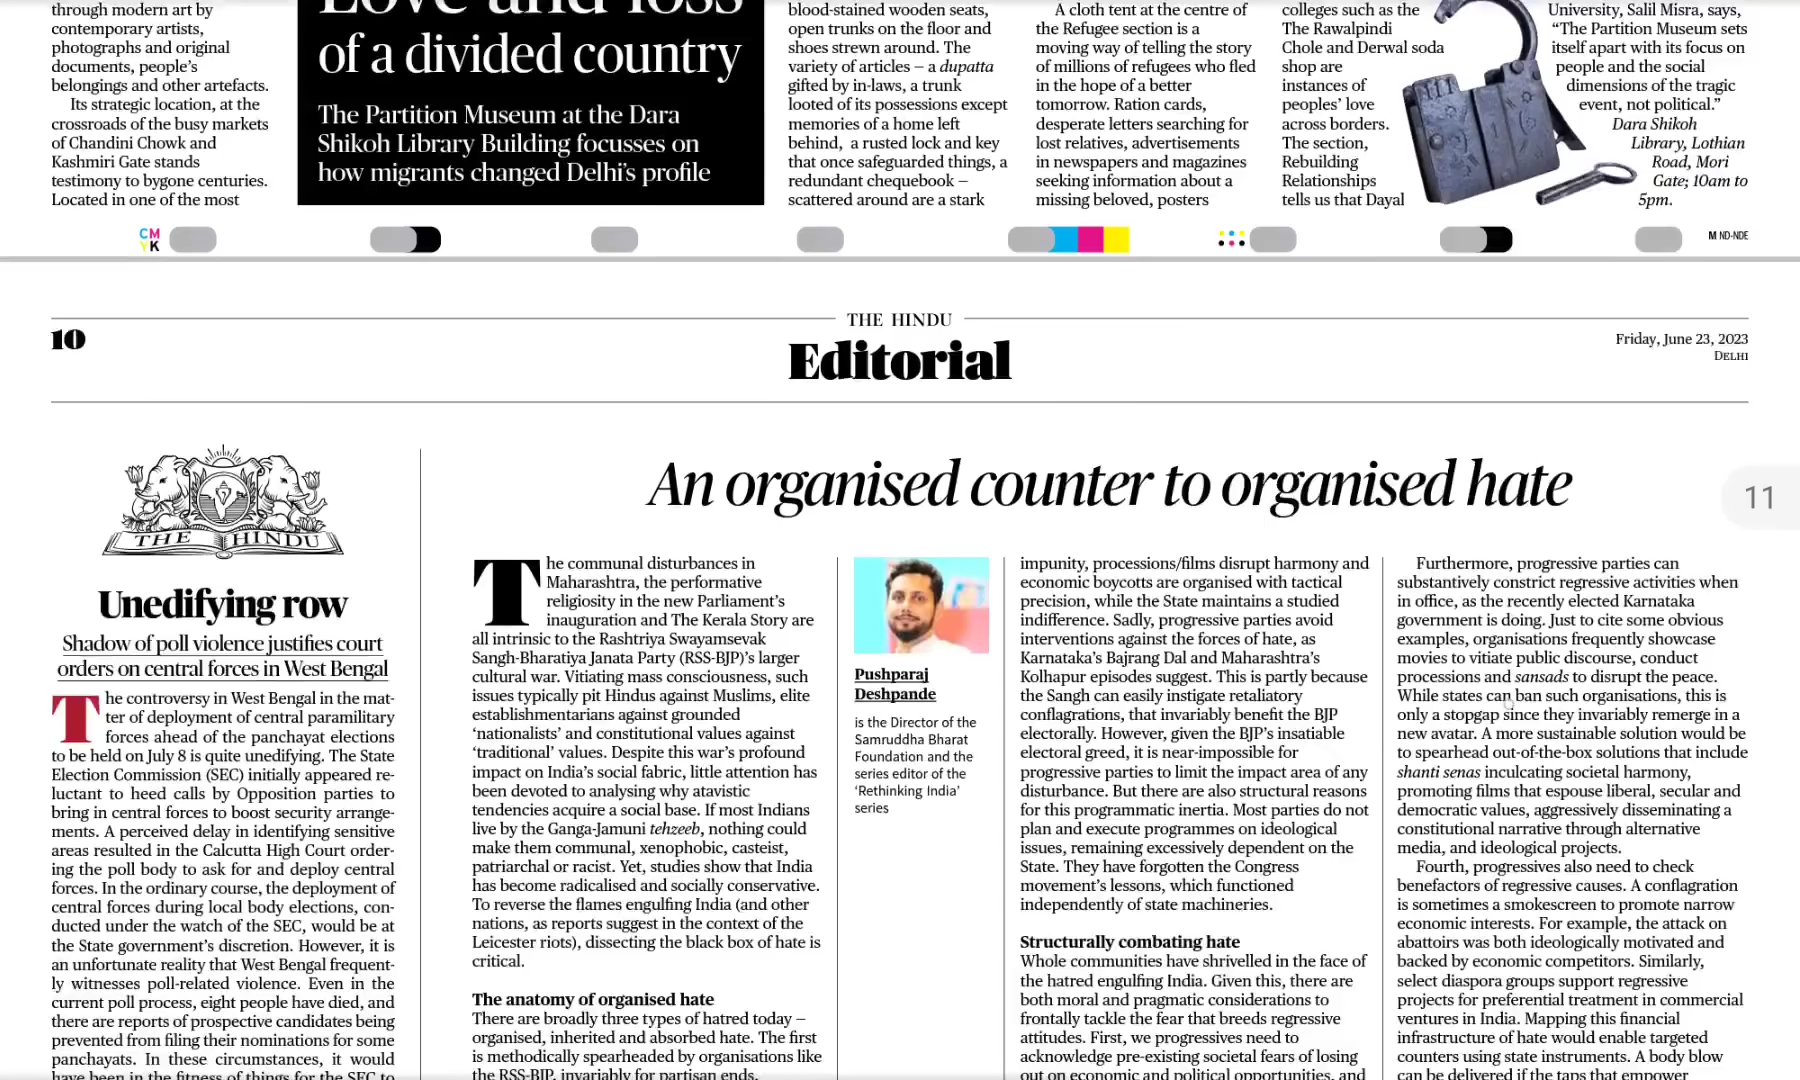 through modern art by
contemporary artists,
photographs and original
documents, people’s
belongings and other artefacts.
Its strategic location, at the
crossroads of the busy markets
of Chandini Chowk and
Kashmiri Gate stands
testimony to bygone centuries.
Located in one of the most
Love and loss
of a divided country
The Partition Museum at the Dara
Shikoh Library Building focusses on
how migrants changed Delhi’s profile
blood-stained wooden seats,
open trunks on the floor and
shoes strewn around. The
variety of articles – a dupatta
gifted by in-laws, a trunk
looted of its possessions except
memories of a home left
behind, a rusted lock and key
that once safeguarded things, a
redundant chequebook –
scattered around are a stark
A cloth tent at the centre of
the Refugee section is a
moving way of telling the story
of millions of refugees who fled
in the hope of a better
tomorrow. Ration cards,
desperate letters searching for
lost relatives, advertisements
in newspapers and magazines
seeking information about a
missing beloved, posters
colleges such as the
The Rawalpindi
Chole and Derwal soda
shop are
instances of
peoples’ love
across borders.
The section,
Rebuilding
Relationships
tells us that Dayal
University, Salil Misra, says,
“The Partition Museum sets
itself apart with its focus on
people and the social
dimensions of the tragic
event, not political.”
Dara Shikoh
Library, Lothian
Road, Mori
Gate; 10am to
5pm.
CM
YK
M ND-NDE
10
THE HINDU
Editorial
Friday, June 23, 2023
DELHI
11
THE HINDU
Unedifying row
Shadow of poll violence justifies court
orders on central forces in West Bengal
The controversy in West Bengal in the mat-
ter of deployment of central paramilitary
forces ahead of the panchayat elections
to be held on July 8 is quite unedifying. The State
Election Commission (SEC) initially appeared re-
luctant to heed calls by Opposition parties to
bring in central forces to boost security arrange-
ments. A perceived delay in identifying sensitive
areas resulted in the Calcutta High Court order-
ing the poll body to ask for and deploy central
forces. In the ordinary course, the deployment of
central forces during local body elections, con-
ducted under the watch of the SEC, would be at
the State government’s discretion. However, it is
an unfortunate reality that West Bengal frequent-
ly witnesses poll-related violence. Even in the
current poll process, eight people have died, and
there are reports of prospective candidates being
prevented from filing their nominations for some
panchayats. In these circumstances, it would
have been in the fitness of things for the SEC to
An organised counter to organised hate
The communal disturbances in
Maharashtra, the performative
religiosity in the new Parliament’s
inauguration and The Kerala Story are
all intrinsic to the Rashtriya Swayamsevak
Sangh-Bharatiya Janata Party (RSS-BJP)’s larger
cultural war. Vitiating mass consciousness, such
issues typically pit Hindus against Muslims, elite
establishmentarians against grounded
‘nationalists’ and constitutional values against
‘traditional’ values. Despite this war’s profound
impact on India’s social fabric, little attention has
been devoted to analysing why atavistic
tendencies acquire a social base. If most Indians
live by the Ganga-Jamuni tehzeeb, nothing could
make them communal, xenophobic, casteist,
patriarchal or racist. Yet, studies show that India
has become radicalised and socially conservative.
To reverse the flames engulfing India (and other
nations, as reports suggest in the context of the
Leicester riots), dissecting the black box of hate is
critical.
The anatomy of organised hate
There are broadly three types of hatred today –
organised, inherited and absorbed hate. The first
is methodically spearheaded by organisations like
the RSS-BJP, invariably for partisan ends.
Pushparaj
Deshpande
is the Director of the
Samruddha Bharat
Foundation and the
series editor of the
‘Rethinking India’
series
impunity, processions/films disrupt harmony and
economic boycotts are organised with tactical
precision, while the State maintains a studied
indifference. Sadly, progressive parties avoid
interventions against the forces of hate, as
Karnataka’s Bajrang Dal and Maharashtra’s
Kolhapur episodes suggest. This is partly because
the Sangh can easily instigate retaliatory
conflagrations, that invariably benefit the BJP
electorally. However, given the BJP’s insatiable
electoral greed, it is near-impossible for
progressive parties to limit the impact area of any
disturbance. But there are also structural reasons
for this programmatic inertia. Most parties do not
plan and execute programmes on ideological
issues, remaining excessively dependent on the
State. They have forgotten the Congress
movement’s lessons, which functioned
independently of state machineries.
Structurally combating hate
Whole communities have shrivelled in the face of
the hatred engulfing India. Given this, there are
both moral and pragmatic considerations to
frontally tackle the fear that breeds regressive
attitudes. First, we progressives need to
acknowledge pre-existing societal fears of losing
out on economic and political opportunities, and
Furthermore, progressive parties can
substantively constrict regressive activities when
in office, as the recently elected Karnataka
government is doing. Just to cite some obvious
examples, organisations frequently showcase
movies to vitiate public discourse, conduct
processions and sansads to disrupt the peace.
While states can ban such organisations, this is
only a stopgap since they invariably remerge in a
new avatar. A more sustainable solution would be
to spearhead out-of-the-box solutions that include
shanti senas inculcating societal harmony,
promoting films that espouse liberal, secular and
democratic values, aggressively disseminating a
constitutional narrative through alternative
media, and ideological projects.
Fourth, progressives also need to check
benefactors of regressive causes. A conflagration
is sometimes a smokescreen to promote narrow
economic interests. For example, the attack on
abattoirs was both ideologically motivated and
backed by economic competitors. Similarly,
select diaspora groups support regressive
projects for preferential treatment in commercial
ventures in India. Mapping this financial
infrastructure of hate would enable targeted
counters using state instruments. A body blow
can be delivered if the taps that empower